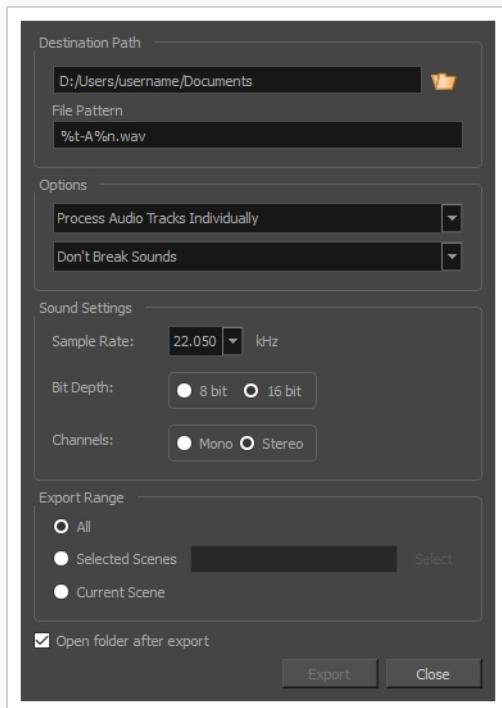 Destination Path
D:/Users/username/Documents
File Pattern
%t-A%n.wav
Options
Process Audio Tracks Individually
Don't Break Sounds
Sound Settings
Sample Rate: 22.050 kHz
Bit Depth: 8 bit 16 bit
Channels: Mono Stereo
Export Range
All
Selected Scenes Select
Current Scene
Open folder after export
Export Close